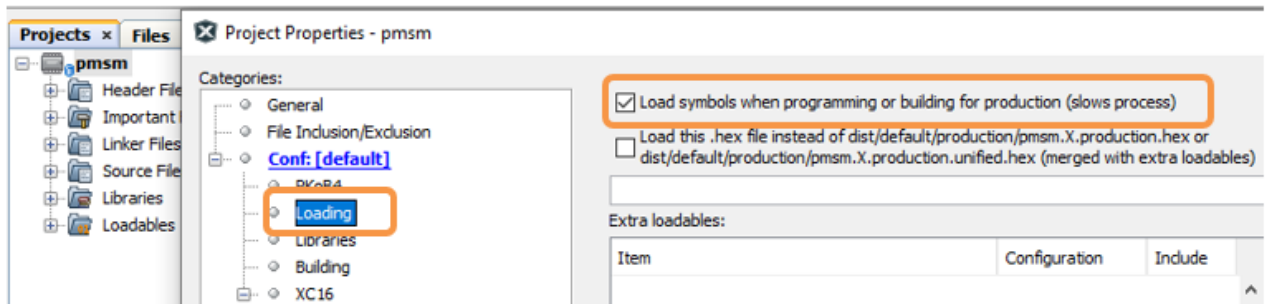 Projects × Files
Project Properties - pmsm
pmsm
Header File
Important
Linker Files
Source File
Libraries
Loadables
Categories:
General
File Inclusion/Exclusion
Conf: [default]
PKoB4
Loading
Libraries
Building
XC16
Load symbols when programming or building for production (slows process)
Load this .hex file instead of dist/default/production/pmsm.X.production.hex or
dist/default/production/pmsm.X.production.unified.hex (merged with extra loadables)
Extra loadables:
Item Configuration Include